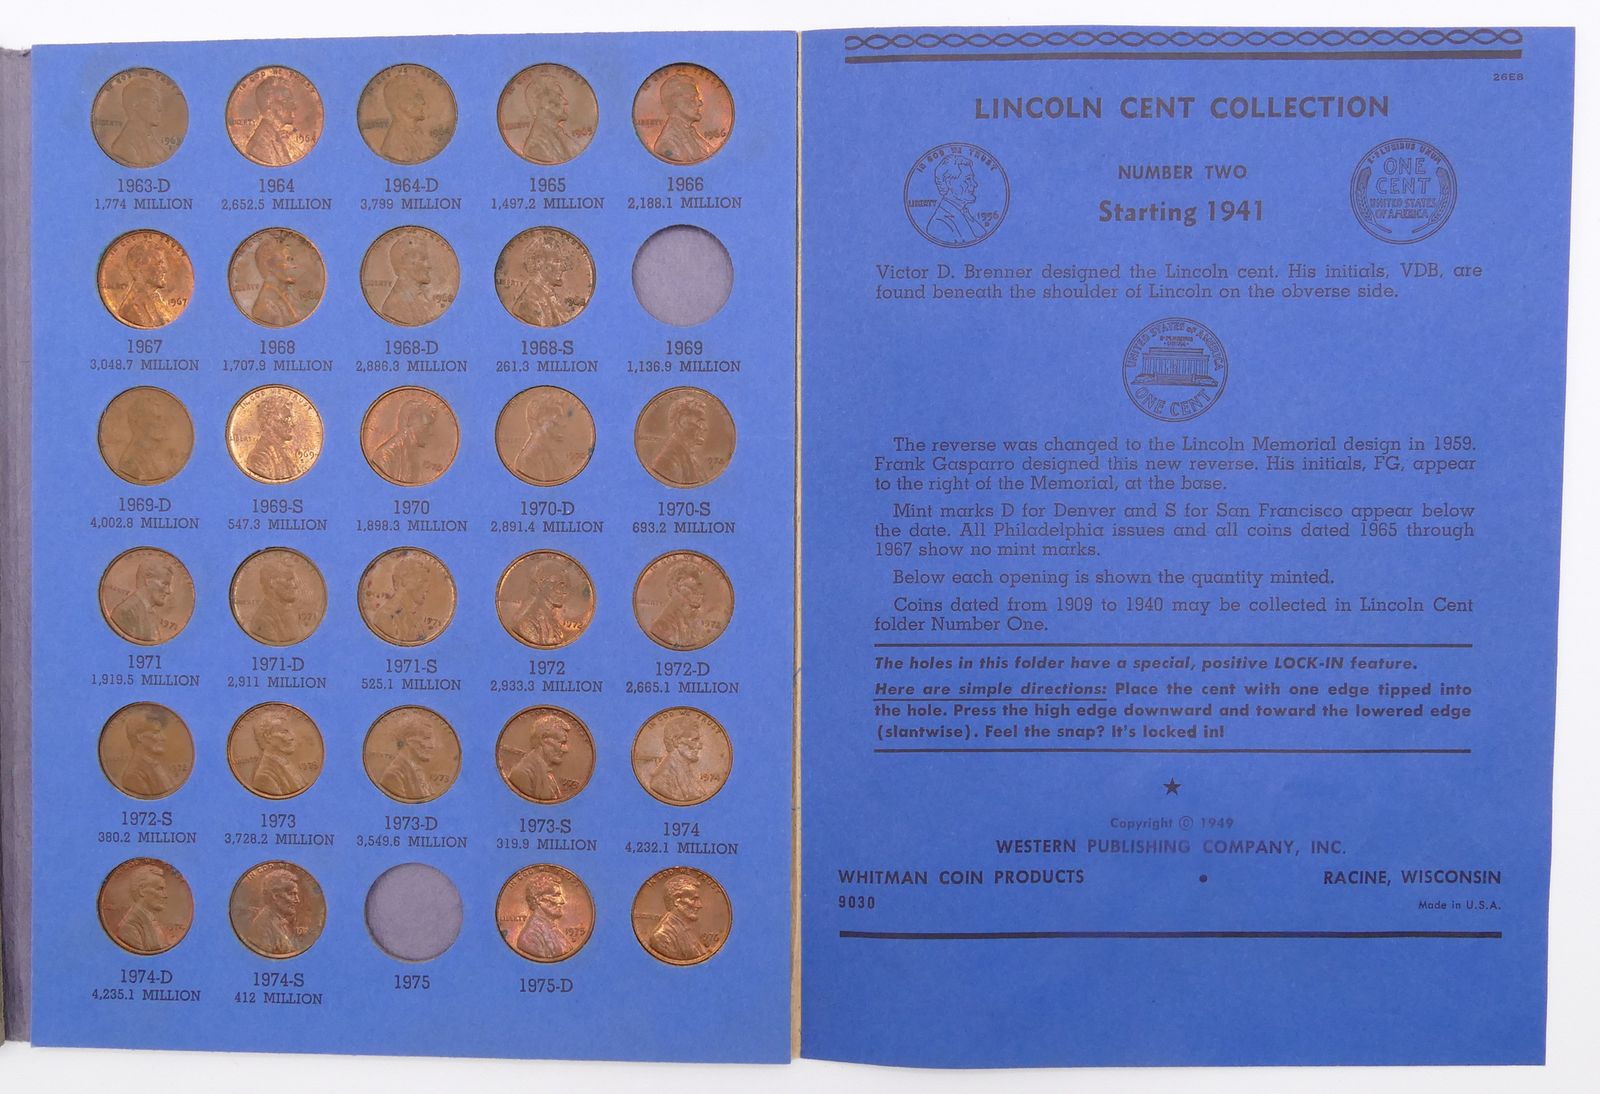 1963-D 1964 1964-D 1965 1966
1,774 MILLION 2,652.5 MILLION 3,799 MILLION 1,497.2 MILLION 2,188.1 MILLION
1967 1968 1968-D 1968-S 1969
3,048.7 MILLION 1,707.9 MILLION 2,886.3 MILLION 261.3 MILLION 1,136.9 MILLION
1969-D 1969-S 1970 1970-D 1970-S
4,002.8 MILLION 547.3 MILLION 1,898.3 MILLION 2,891.4 MILLION 693.2 MILLION
1971 1971-D 1971-S 1972 1972-D
1,919.5 MILLION 2,911 MILLION 525.1 MILLION 2,933.3 MILLION 2,665.1 MILLION
1972-S 1973 1973-D 1973-S 1974
380.2 MILLION 3,728.2 MILLION 3,549.6 MILLION 319.9 MILLION 4,232.1 MILLION
1974-D 1974-S 1975 1975-D
4,235.1 MILLION 412 MILLION
26E8
LINCOLN CENT COLLECTION
IN GOD WE TRUST
LIBERTY
1956
E·PLURIBUS UNUM
ONE
CENT
UNITED STATES
OF AMERICA
NUMBER TWO
Starting 1941
Victor D. Brenner designed the Lincoln cent. His initials, VDB, are
found beneath the shoulder of Lincoln on the obverse side.
UNITED STATES OF AMERICA
E·PLURIBUS
UNUM
ONE CENT
The reverse was changed to the Lincoln Memorial design in 1959.
Frank Gasparro designed this new reverse. His initials, FG, appear
to the right of the Memorial, at the base.
Mint marks D for Denver and S for San Francisco appear below
the date. All Philadelphia issues and all coins dated 1965 through
1967 show no mint marks.
Below each opening is shown the quantity minted.
Coins dated from 1909 to 1940 may be collected in Lincoln Cent
folder Number One.
The holes in this folder have a special, positive LOCK-IN feature.
Here are simple directions: Place the cent with one edge tipped into
the hole. Press the high edge downward and toward the lowered edge
(slantwise). Feel the snap? It's locked in!
Copyright © 1949
WESTERN PUBLISHING COMPANY, INC.
WHITMAN COIN PRODUCTS • RACINE, WISCONSIN
9030 Made in U.S.A.